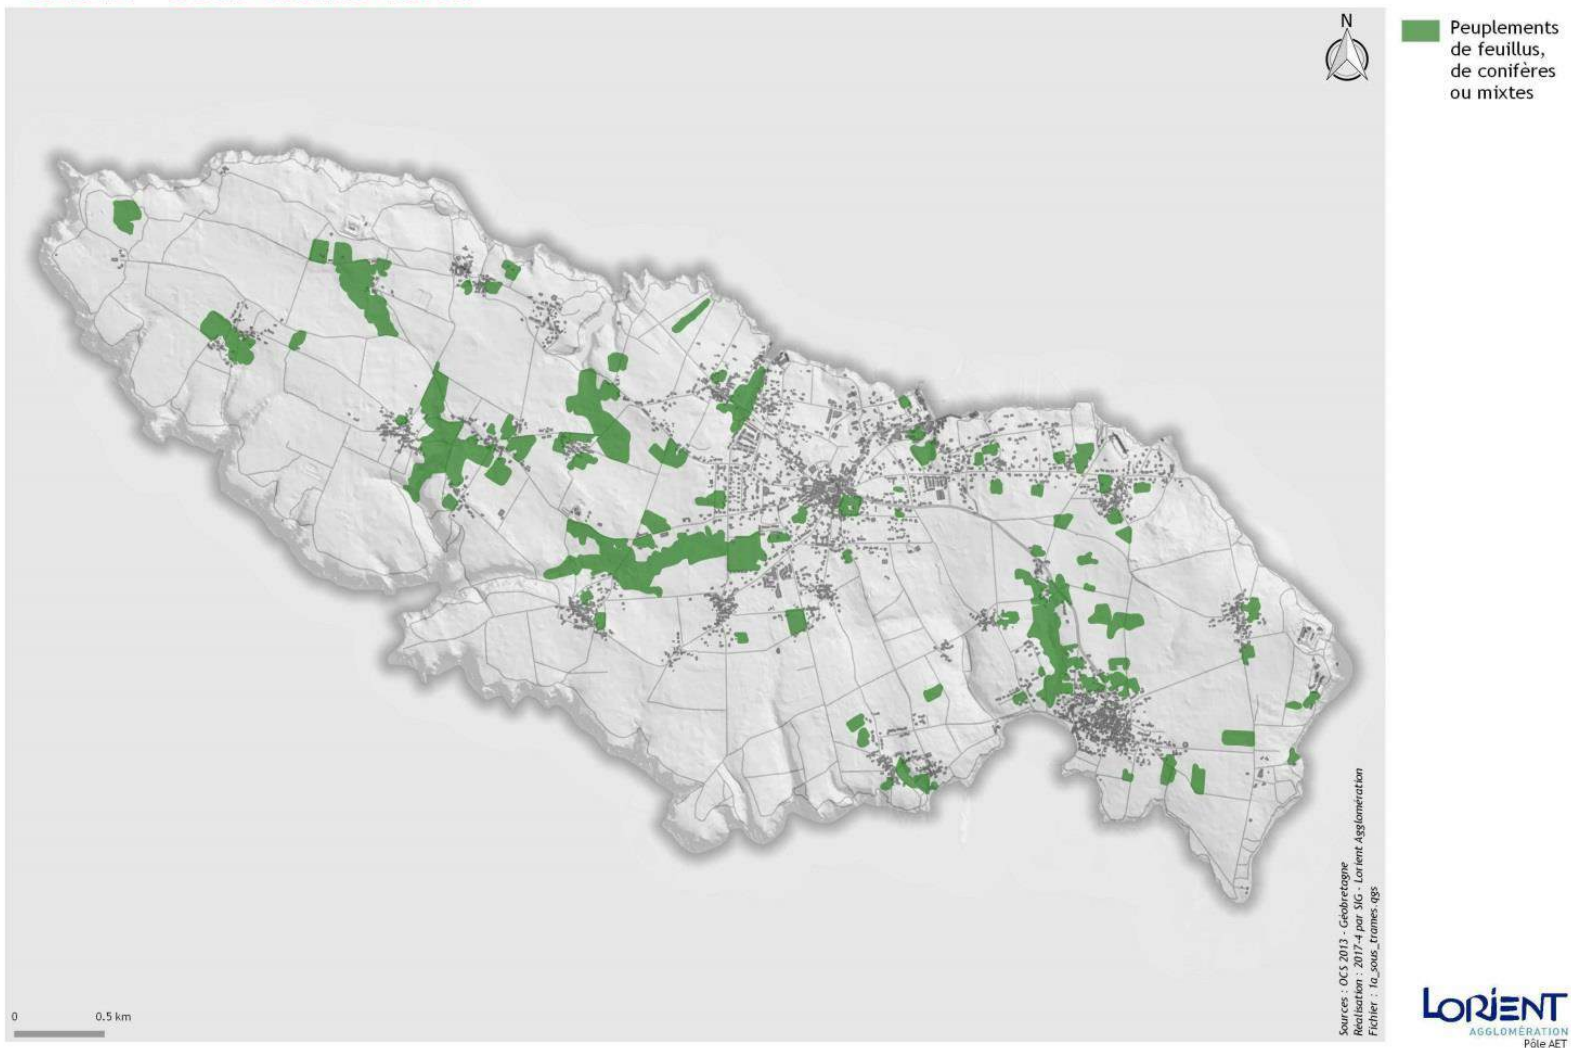 N
Peuplements
de feuillus,
de conifères
ou mixtes
Sources : OCS 2013 - Géobretagne
Réalisation : 2017-4 par SIG - Lorient Agglomération
Fichier : 1a_sous_trames.qgs
0 0.5 km
LORIENT
AGGLOMÉRATION
Pôle AET